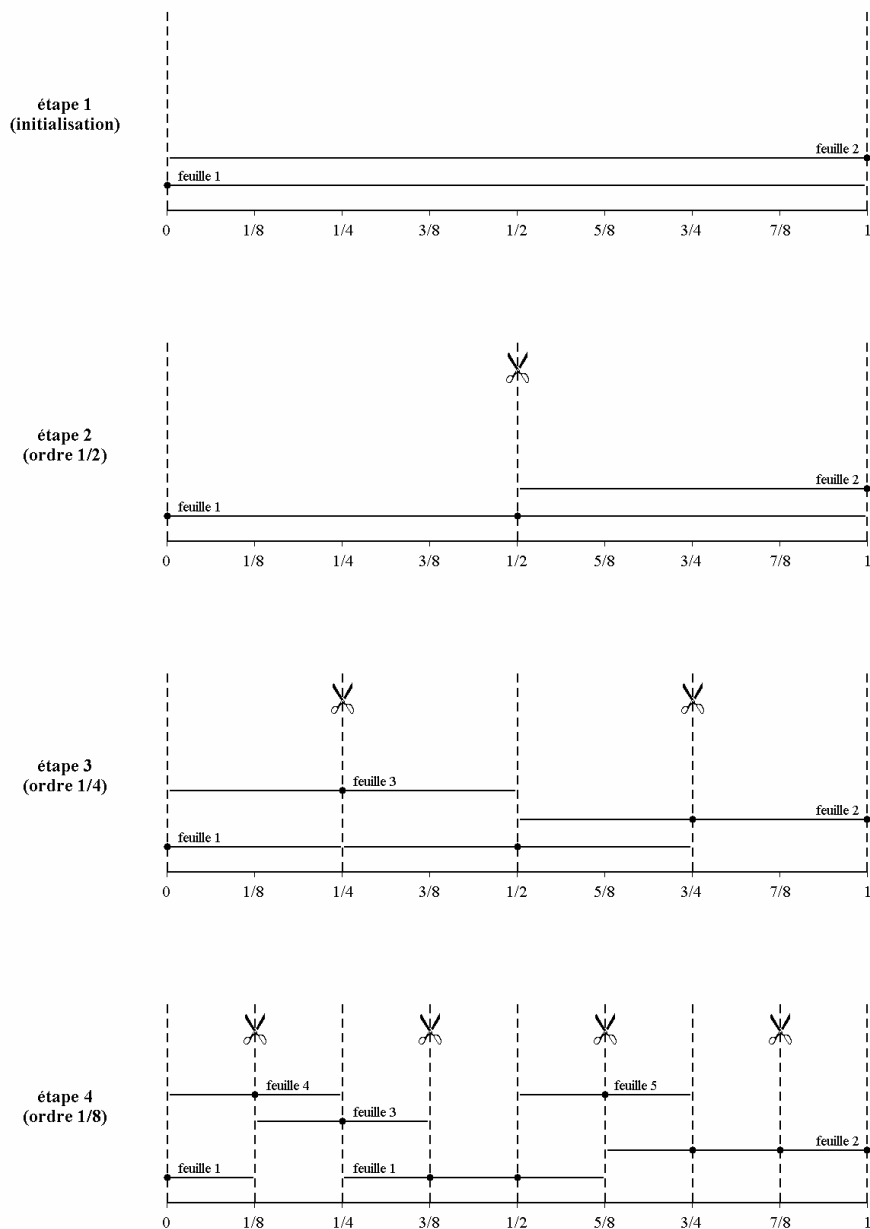 étape 1
(initialisation)
feuille 2
feuille 1
0 1/8 1/4 3/8 1/2 5/8 3/4 7/8 1
étape 2
(ordre 1/2)
feuille 2
feuille 1
0 1/8 1/4 3/8 1/2 5/8 3/4 7/8 1
étape 3
(ordre 1/4)
feuille 3
feuille 2
feuille 1
0 1/8 1/4 3/8 1/2 5/8 3/4 7/8 1
étape 4
(ordre 1/8)
feuille 4 feuille 5
feuille 3
feuille 2
feuille 1 feuille 1
0 1/8 1/4 3/8 1/2 5/8 3/4 7/8 1